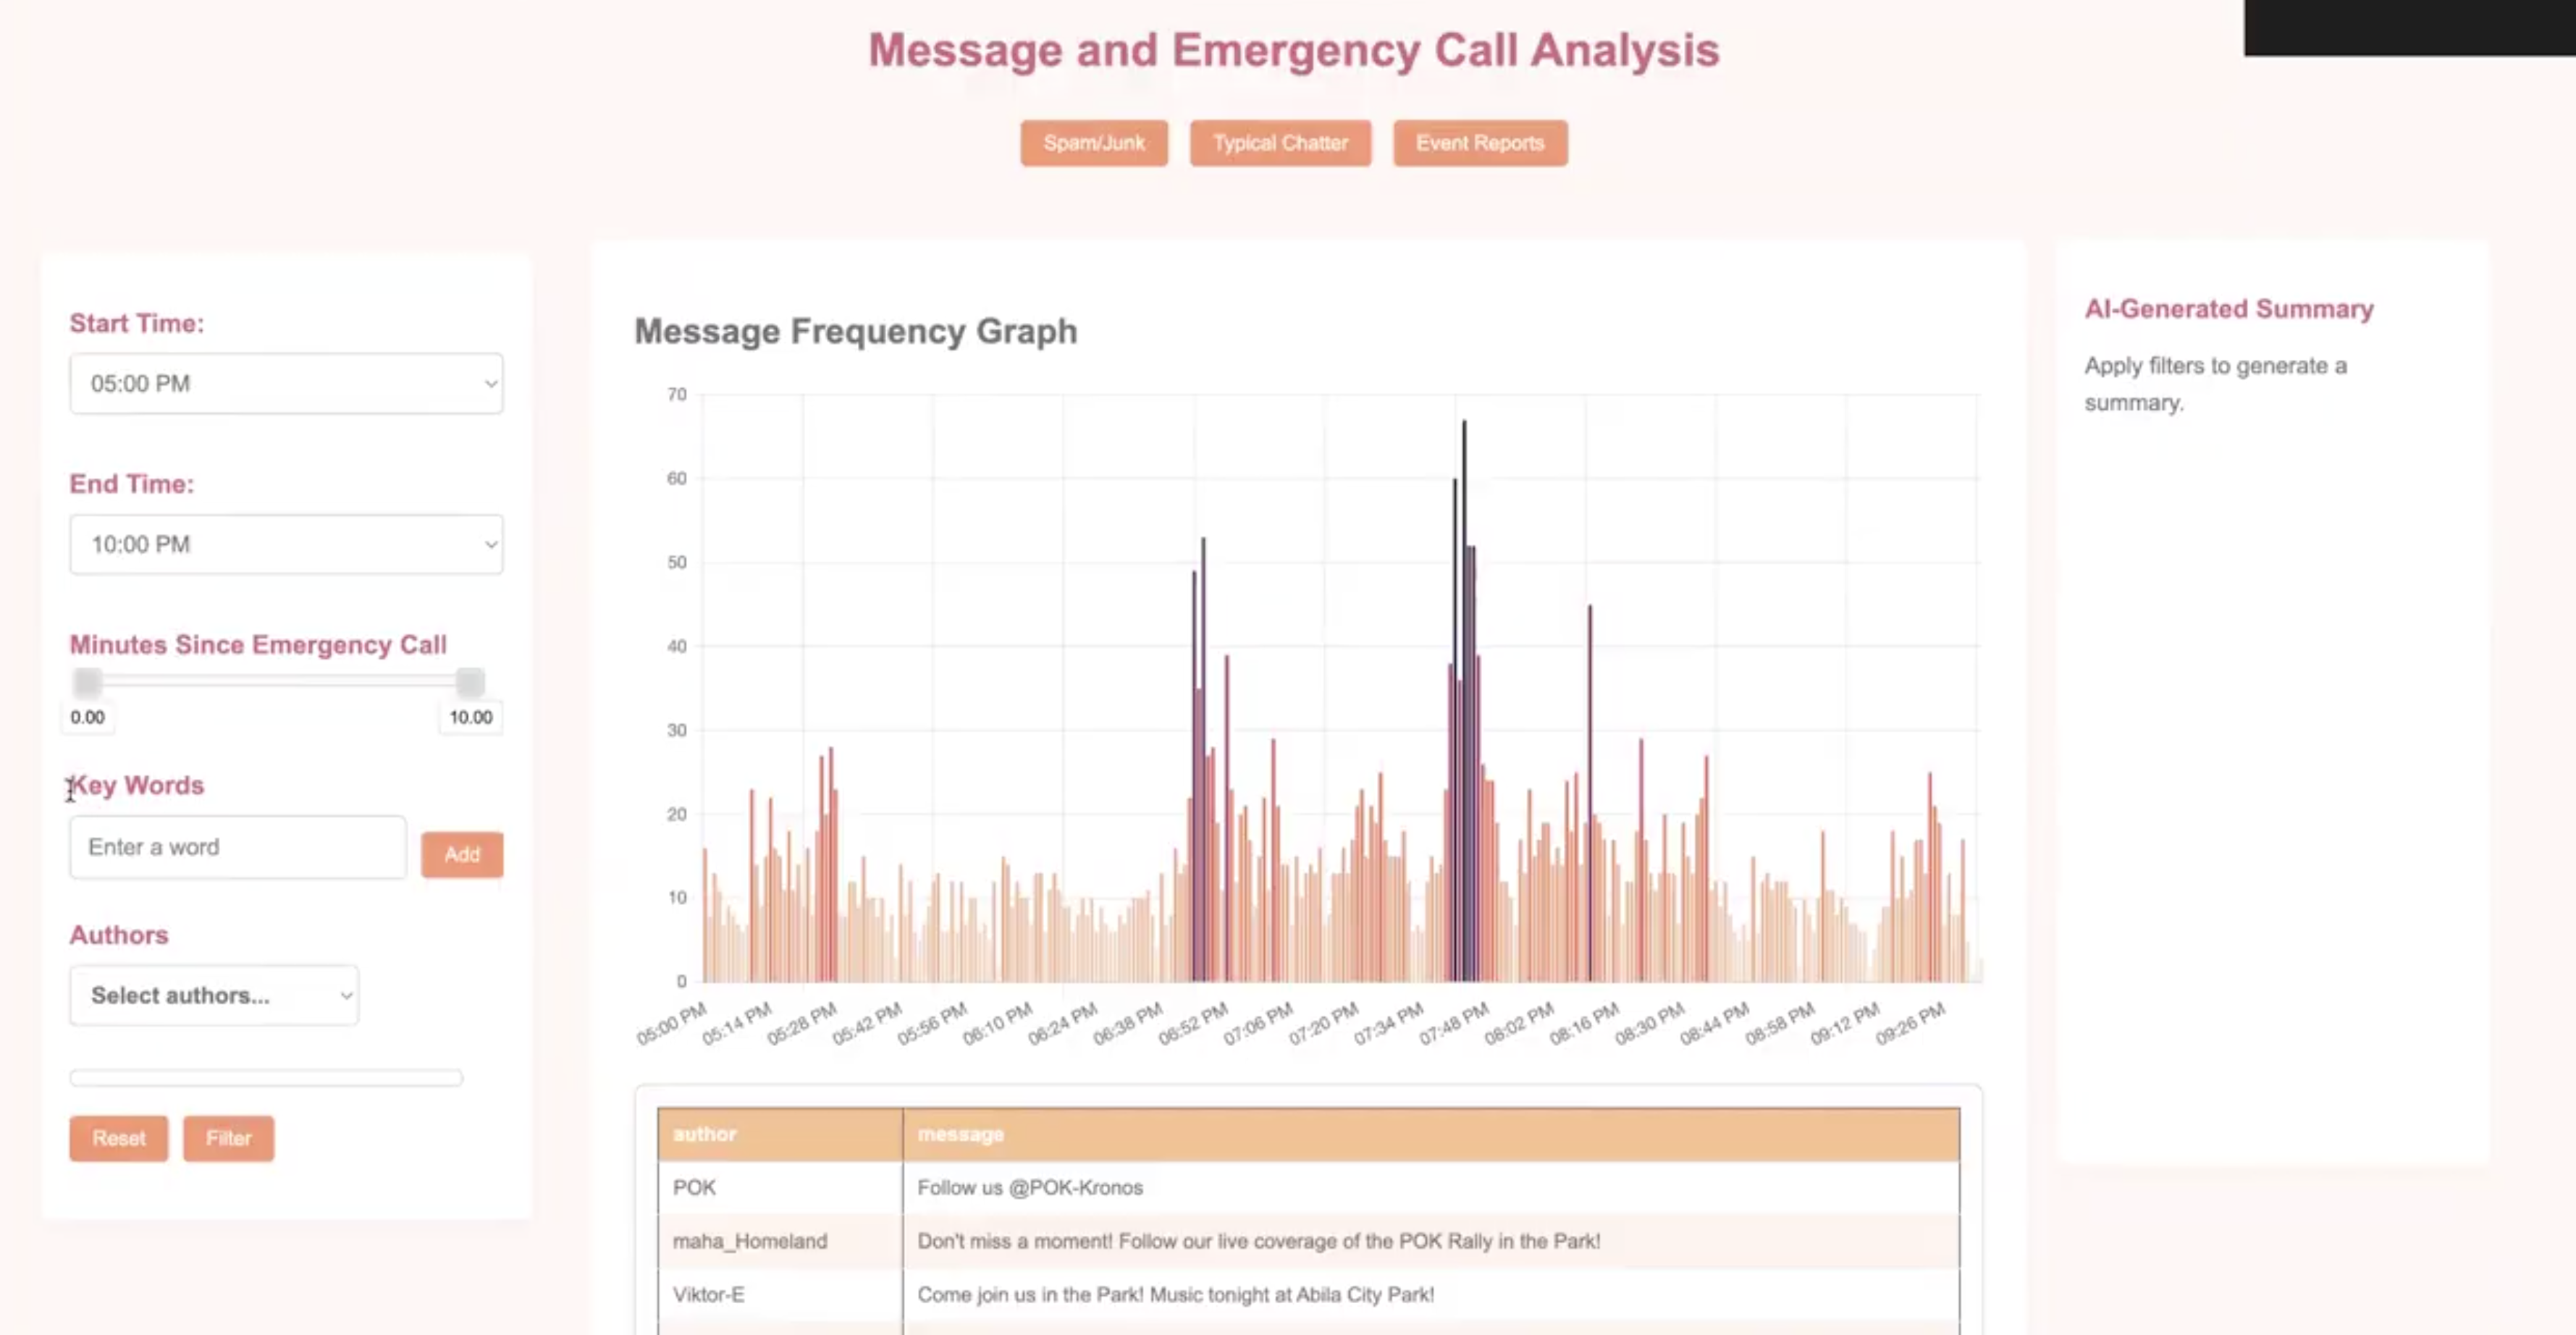 Message and Emergency Call Analysis
Spam/Junk
Typical Chatter
Event Reports
Start Time:
05:00 PM
End Time:
10:00 PM
Minutes Since Emergency Call
0.00
10.00
Key Words
Enter a word
Add
Authors
Select authors...
Reset
Filter
Message Frequency Graph
70
60
50
40
30
20
10
0
05:00 PM
05:14 PM
05:28 PM
05:42 PM
05:56 PM
06:10 PM
06:24 PM
06:38 PM
06:52 PM
07:06 PM
07:20 PM
07:34 PM
07:48 PM
08:02 PM
08:16 PM
08:30 PM
08:44 PM
08:58 PM
09:12 PM
09:26 PM
author message
POK Follow us @POK-Kronos
maha_Homeland Don't miss a moment! Follow our live coverage of the POK Rally in the Park!
Viktor-E Come join us in the Park! Music tonight at Abila City Park!
AI-Generated Summary
Apply filters to generate a
summary.